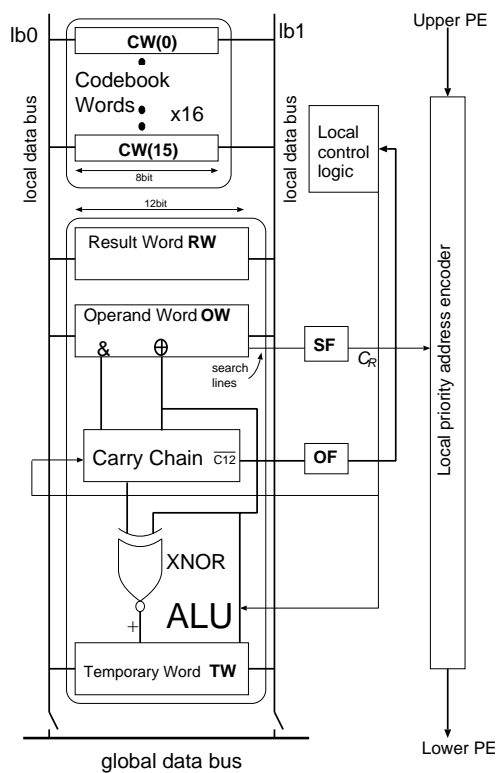 lb0
CW(0)
lb1
Upper PE
Codebook
Words
x16
CW(15)
8bit
local data bus
local data bus
Local
control
logic
12bit
Result Word RW
Operand Word OW
& ⊕
search
lines
SF
C_R
Local priority address encoder
Carry Chain
C12
OF
XNOR
+
ALU
Temporary Word TW
global data bus
Lower PE